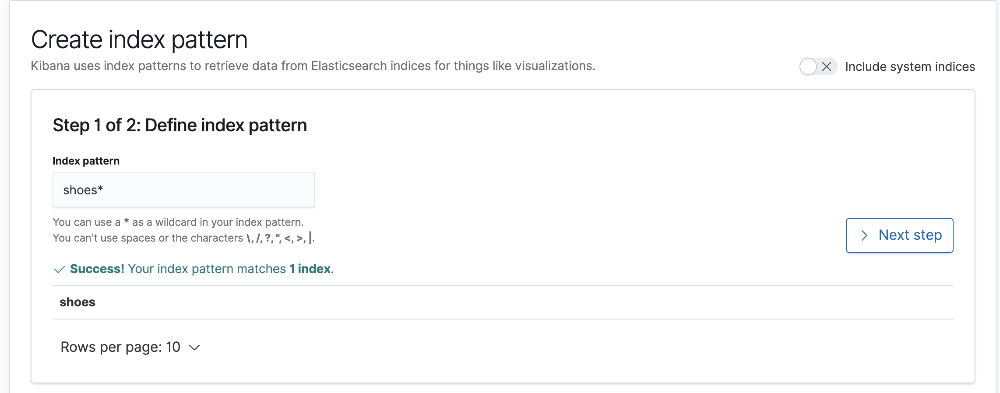 Create index pattern
Kibana uses index patterns to retrieve data from Elasticsearch indices for things like visualizations.
Include system indices
Step 1 of 2: Define index pattern
Index pattern
shoes*
You can use a * as a wildcard in your index pattern.
You can't use spaces or the characters \, /, ?, ", <, >, |.
Next step
Success! Your index pattern matches 1 index.
shoes
Rows per page: 10